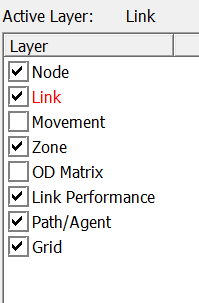 Active Layer: Link
Layer
Node
Link
Movement
Zone
OD Matrix
Link Performance
Path/Agent
Grid